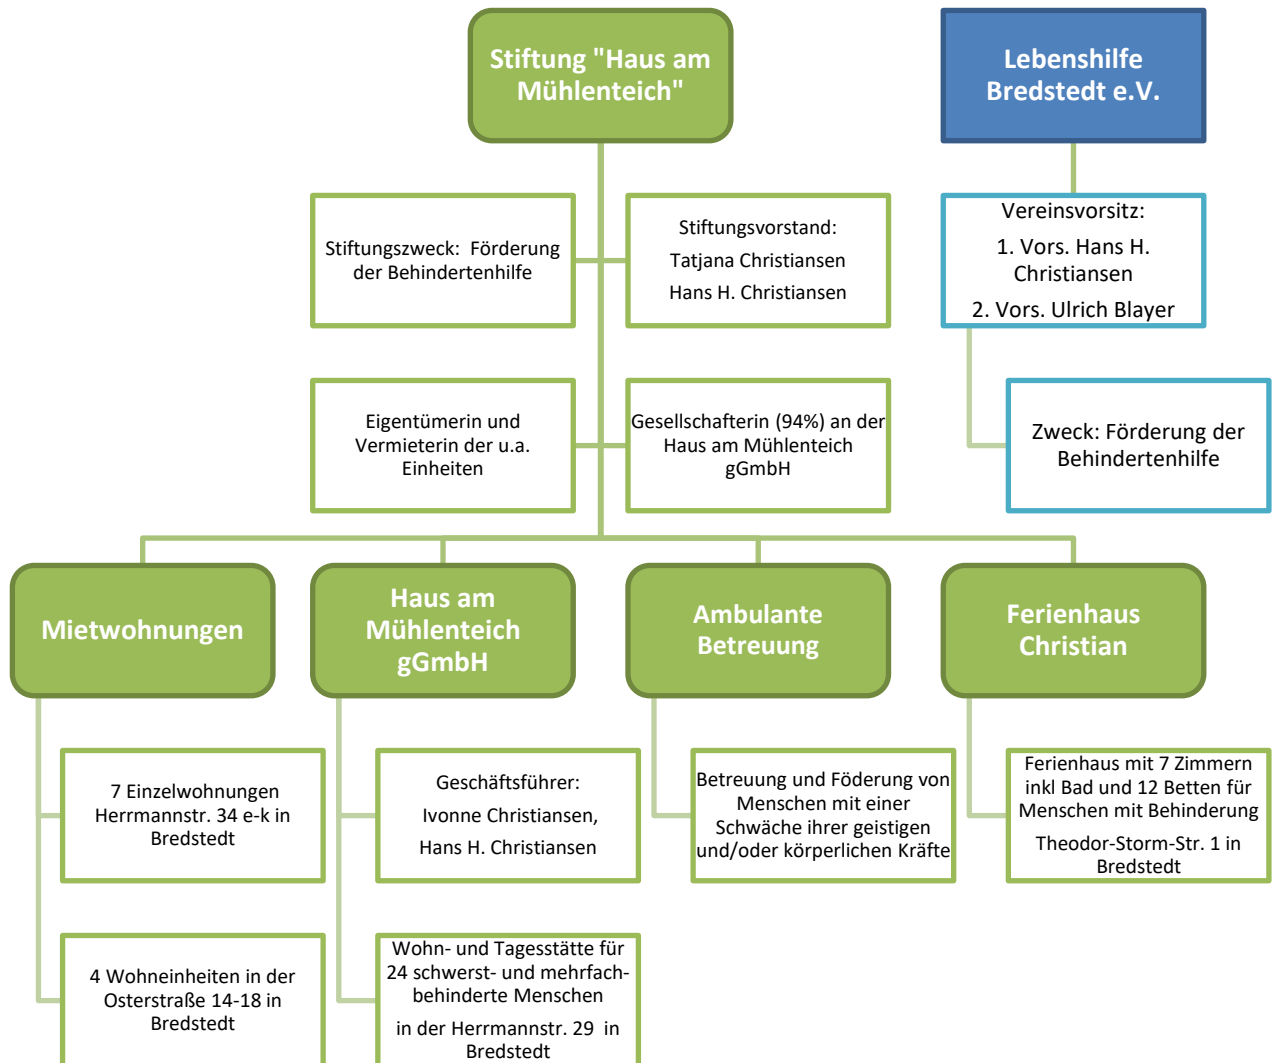 Stiftung "Haus am
Mühlenteich"
Lebenshilfe
Bredstedt e.V.
Stiftungszweck: Förderung
der Behindertenhilfe
Stiftungsvorstand:
Tatjana Christiansen
Hans H. Christiansen
Vereinsvorsitz:
1. Vors. Hans H.
Christiansen
2. Vors. Ulrich Blayer
Eigentümerin und
Vermieterin der u.a.
Einheiten
Gesellschafterin (94%) an der
Haus am Mühlenteich
gGmbH
Zweck: Förderung der
Behindertenhilfe
Mietwohnungen
Haus am
Mühlenteich
gGmbH
Ambulante
Betreuung
Ferienhaus
Christian
7 Einzelwohnungen
Herrmannstr. 34 e-k in
Bredstedt
Geschäftsführer:
Ivonne Christiansen,
Hans H. Christiansen
Betreuung und Föderung von
Menschen mit einer
Schwäche ihrer geistigen
und/oder körperlichen Kräfte
Ferienhaus mit 7 Zimmern
inkl Bad und 12 Betten für
Menschen mit Behinderung
Theodor-Storm-Str. 1 in
Bredstedt
4 Wohneinheiten in der
Osterstraße 14-18 in
Bredstedt
Wohn- und Tagesstätte für
24 schwerst- und mehrfach-
behinderte Menschen
in der Herrmannstr. 29 in
Bredstedt